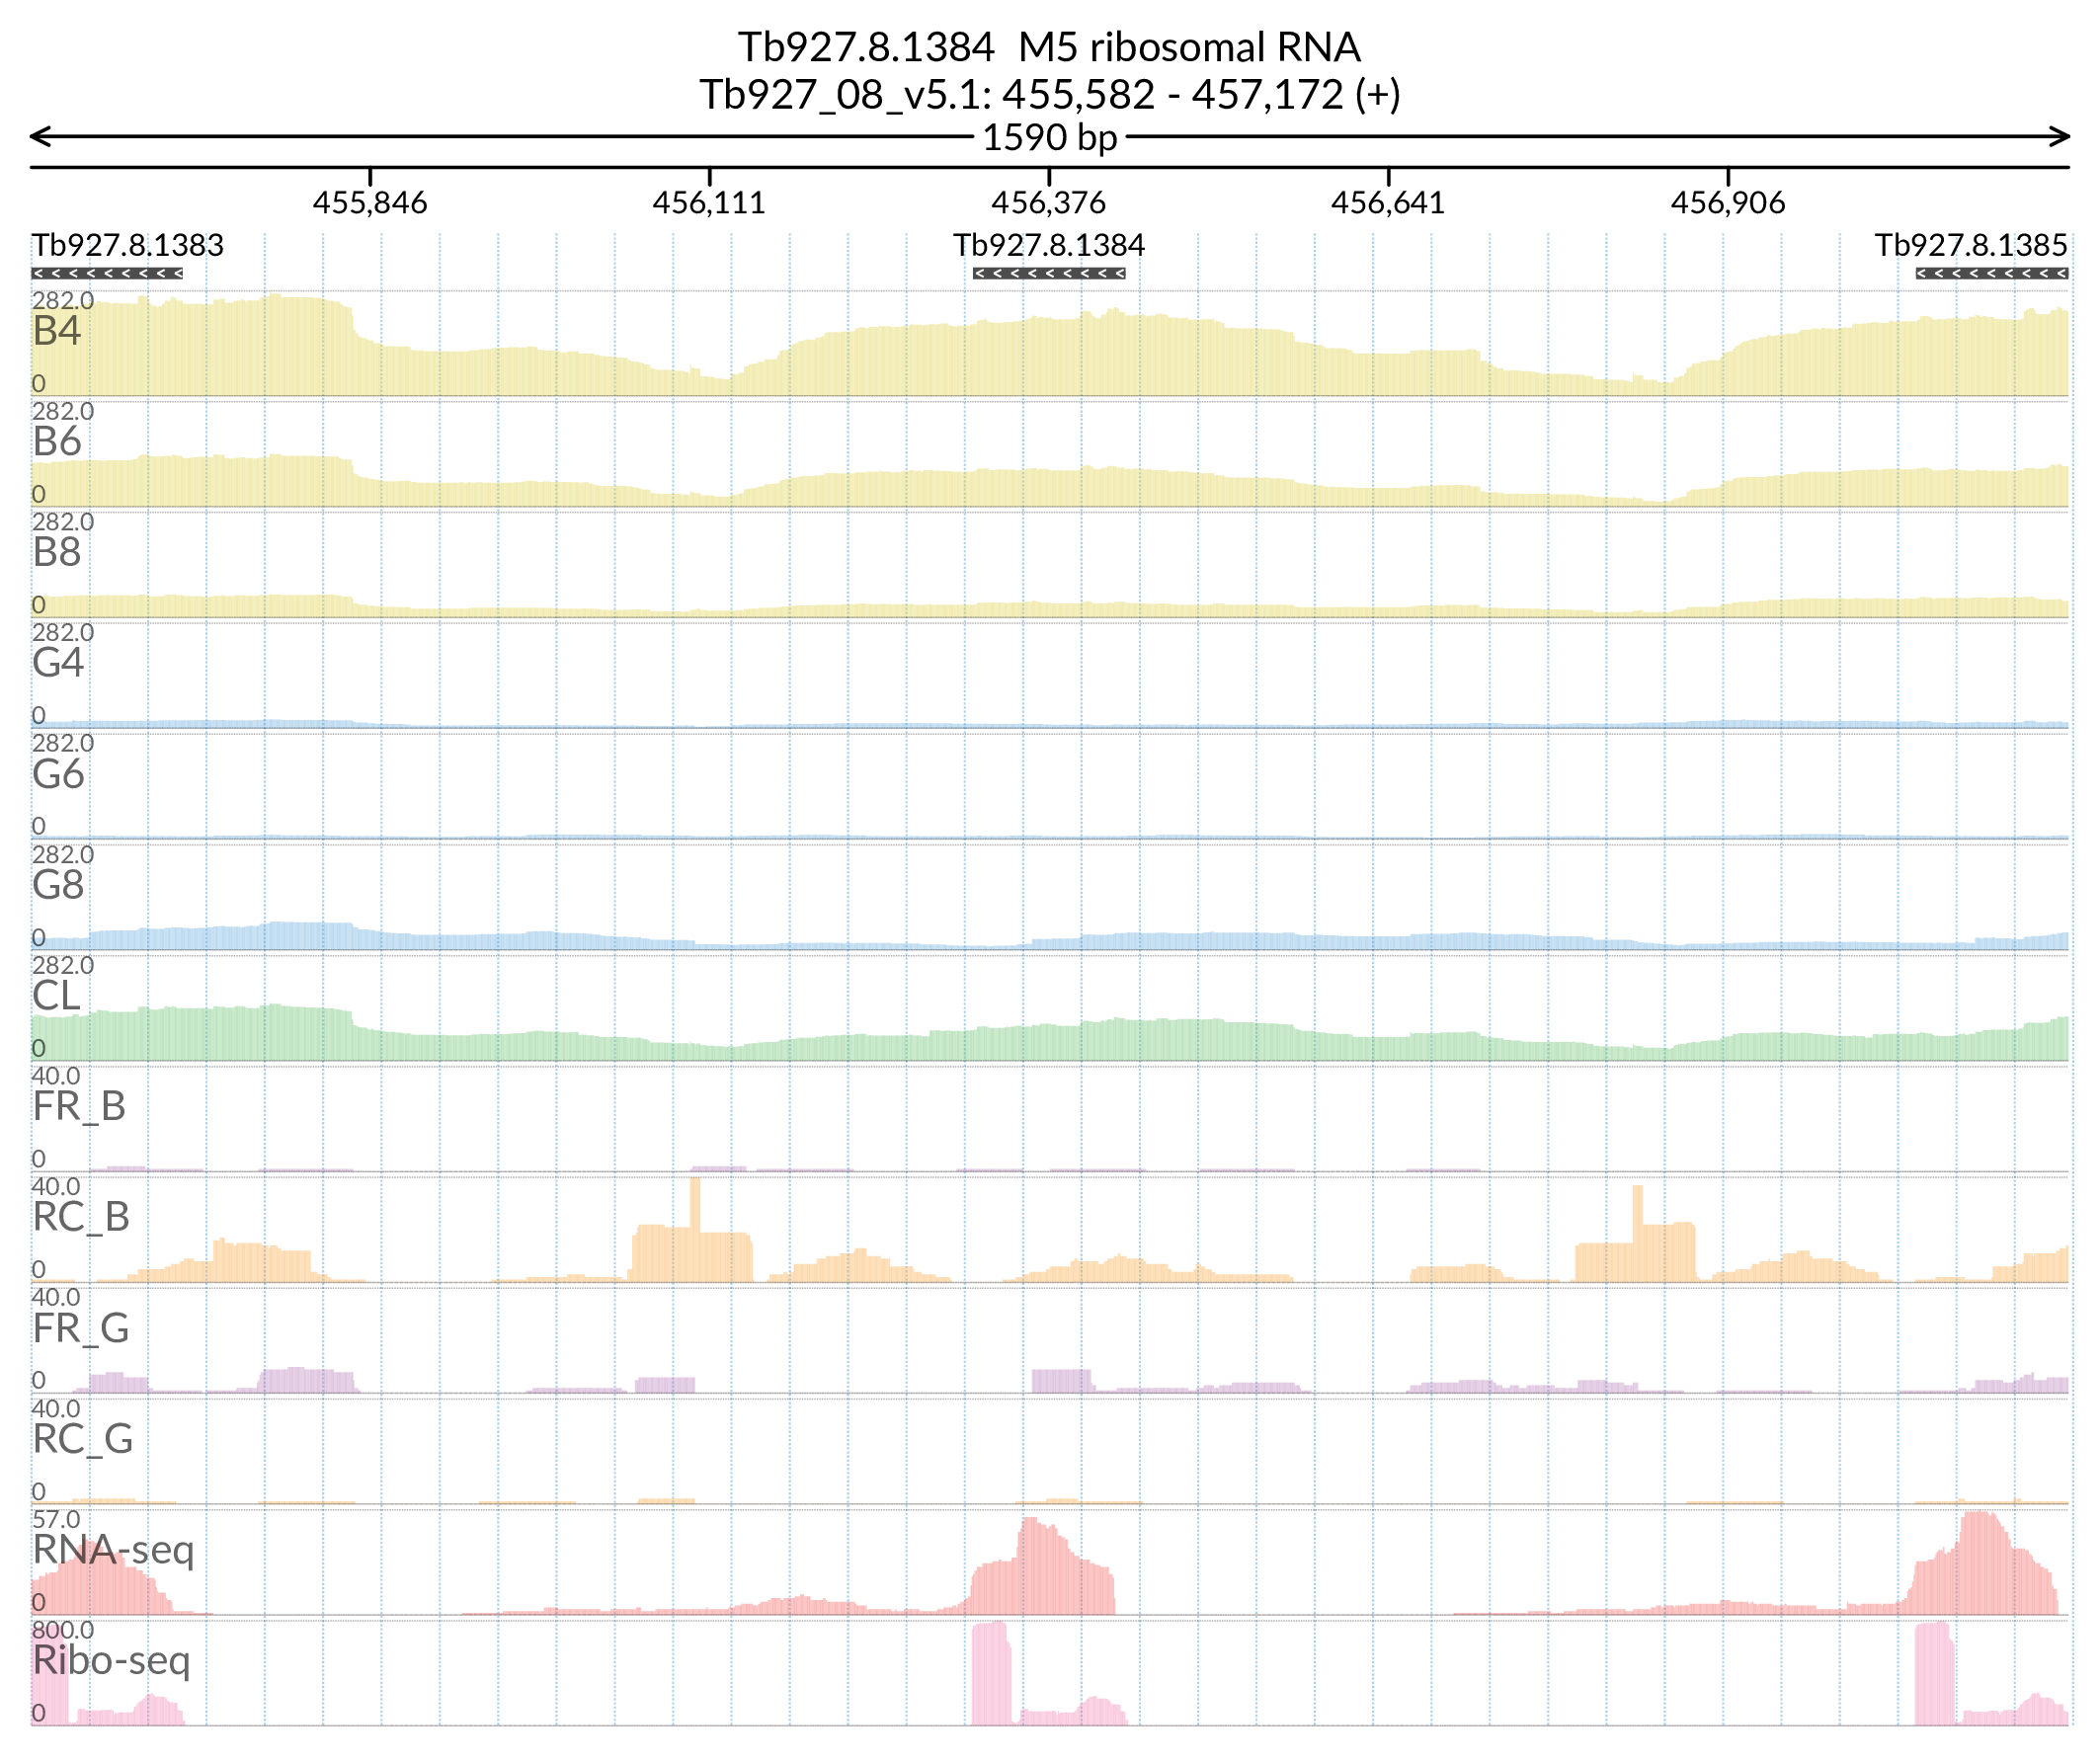 Tb927.8.1384 M5 ribosomal RNA
Tb927_08_v5.1: 455,582 - 457,172 (+)
1590 bp
455,846 456,111 456,376 456,641 456,906
Tb927.8.1383 Tb927.8.1384 Tb927.8.1385
282.0
B4
0
282.0
B6
0
282.0
B8
0
282.0
G4
0
282.0
G6
0
282.0
G8
0
282.0
CL
0
40.0
FR_B
0
40.0
RC_B
0
40.0
FR_G
0
40.0
RC_G
0
57.0
RNA-seq
0
800.0
Ribo-seq
0